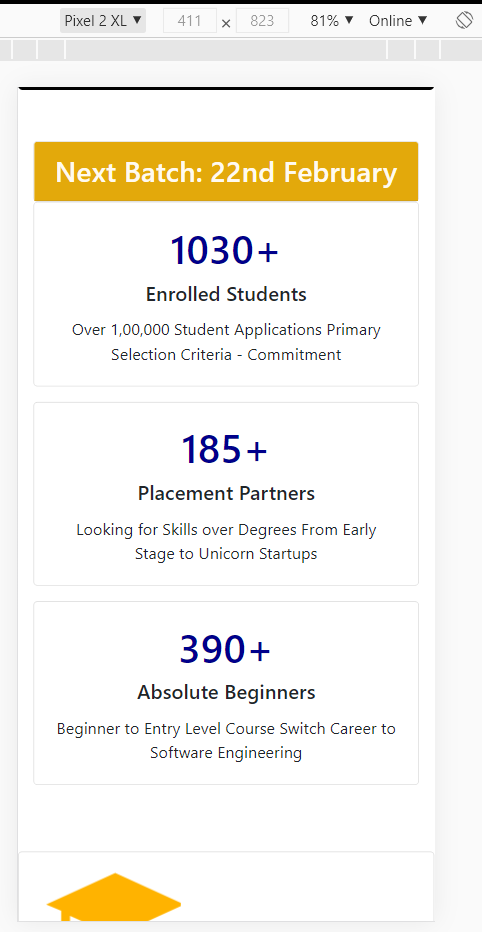 Pixel 2 XL ▼ 411 × 823 81% ▼ Online ▼
Next Batch: 22nd February
1030+
Enrolled Students
Over 1,00,000 Student Applications Primary
Selection Criteria - Commitment
185+
Placement Partners
Looking for Skills over Degrees From Early
Stage to Unicorn Startups
390+
Absolute Beginners
Beginner to Entry Level Course Switch Career to
Software Engineering